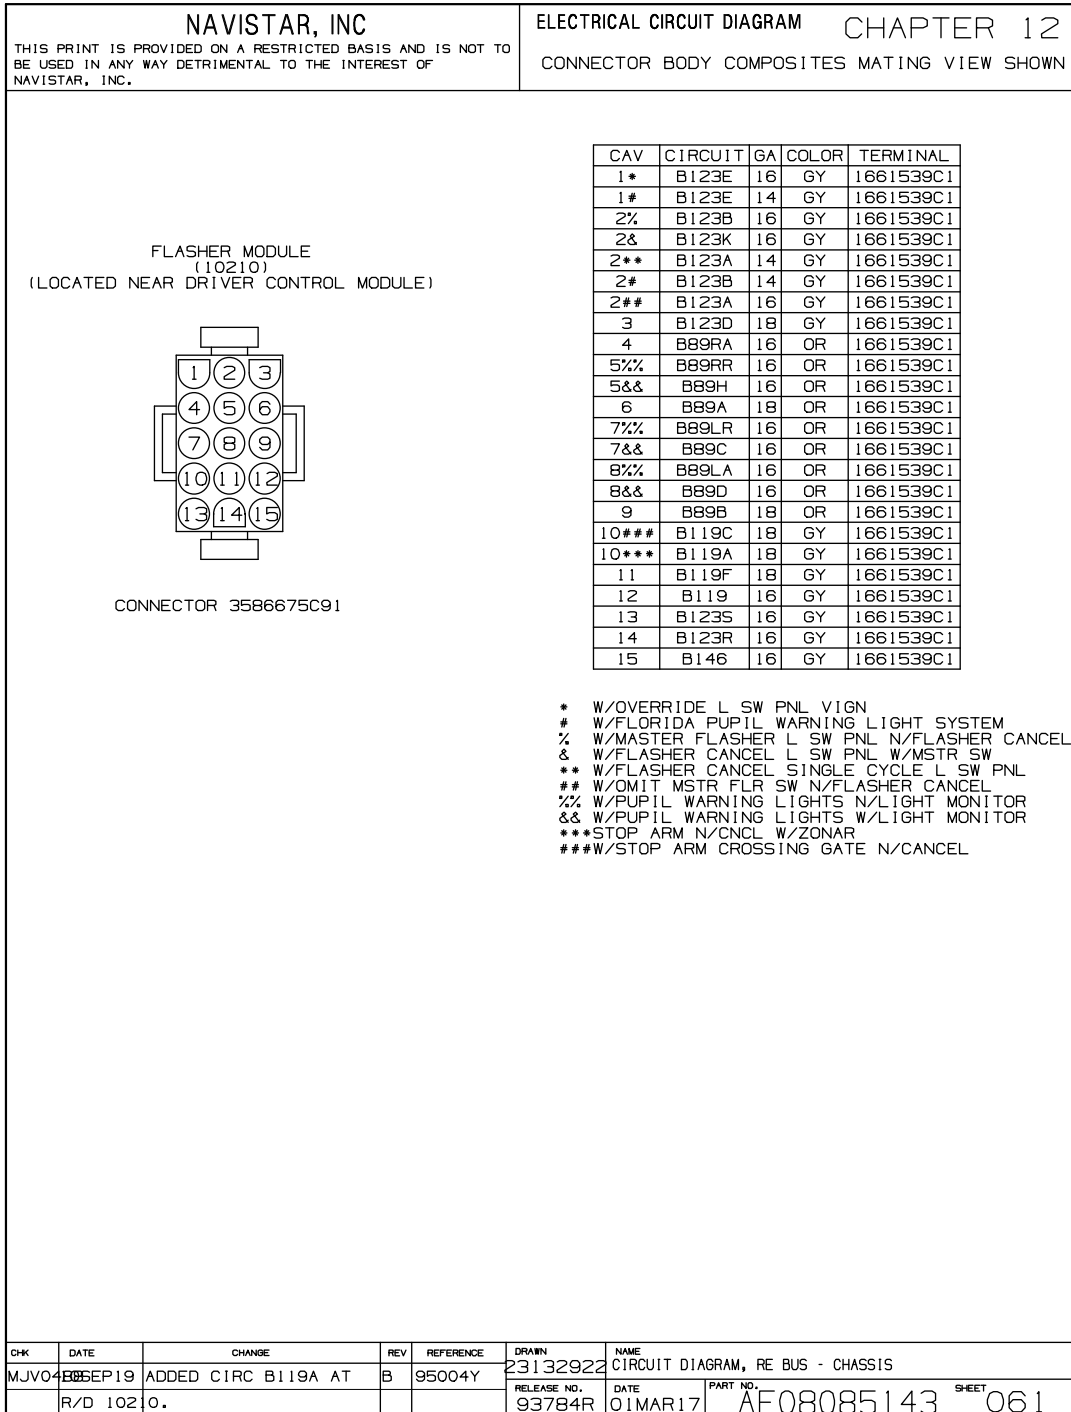 NAVISTAR, INC
THIS PRINT IS PROVIDED ON A RESTRICTED BASIS AND IS NOT TO
BE USED IN ANY WAY DETRIMENTAL TO THE INTEREST OF
NAVISTAR, INC.
ELECTRICAL CIRCUIT DIAGRAM CHAPTER 12
CONNECTOR BODY COMPOSITES MATING VIEW SHOWN
FLASHER MODULE
(10210)
(LOCATED NEAR DRIVER CONTROL MODULE)
1 2 3
4 5 6
7 8 9
10 11 12
13 14 15
CONNECTOR 3586675C91
CAV CIRCUIT GA COLOR TERMINAL
1* B123E 16 GY 1661539C1
1# B123E 14 GY 1661539C1
2% B123B 16 GY 1661539C1
2& B123K 16 GY 1661539C1
2** B123A 14 GY 1661539C1
2# B123B 14 GY 1661539C1
2## B123A 16 GY 1661539C1
3 B123D 18 GY 1661539C1
4 B89RA 16 OR 1661539C1
5%% B89RR 16 OR 1661539C1
5&& B89H 16 OR 1661539C1
6 B89A 18 OR 1661539C1
7%% B89LR 16 OR 1661539C1
7&& B89C 16 OR 1661539C1
8%% B89LA 16 OR 1661539C1
8&& B89D 16 OR 1661539C1
9 B89B 18 OR 1661539C1
10### B119C 18 GY 1661539C1
10*** B119A 18 GY 1661539C1
11 B119F 18 GY 1661539C1
12 B119 16 GY 1661539C1
13 B123S 16 GY 1661539C1
14 B123R 16 GY 1661539C1
15 B146 16 GY 1661539C1
* W/OVERRIDE L SW PNL VIGN
# W/FLORIDA PUPIL WARNING LIGHT SYSTEM
% W/MASTER FLASHER L SW PNL N/FLASHER CANCEL
& W/FLASHER CANCEL L SW PNL W/MSTR SW
** W/FLASHER CANCEL SINGLE CYCLE L SW PNL
## W/OMIT MSTR FLR SW N/FLASHER CANCEL
%% W/PUPIL WARNING LIGHTS N/LIGHT MONITOR
&& W/PUPIL WARNING LIGHTS W/LIGHT MONITOR
***STOP ARM N/CNCL W/ZONAR
###W/STOP ARM CROSSING GATE N/CANCEL
CHK DATE CHANGE REV REFERENCE
ADDED CIRC B119A AT B 95004Y
R/D 10210.
DRAWN 23132922
NAME CIRCUIT DIAGRAM, RE BUS - CHASSIS
RELEASE NO. 93784R
DATE 01MAR17
PART NO. AF08085143
SHEET 061